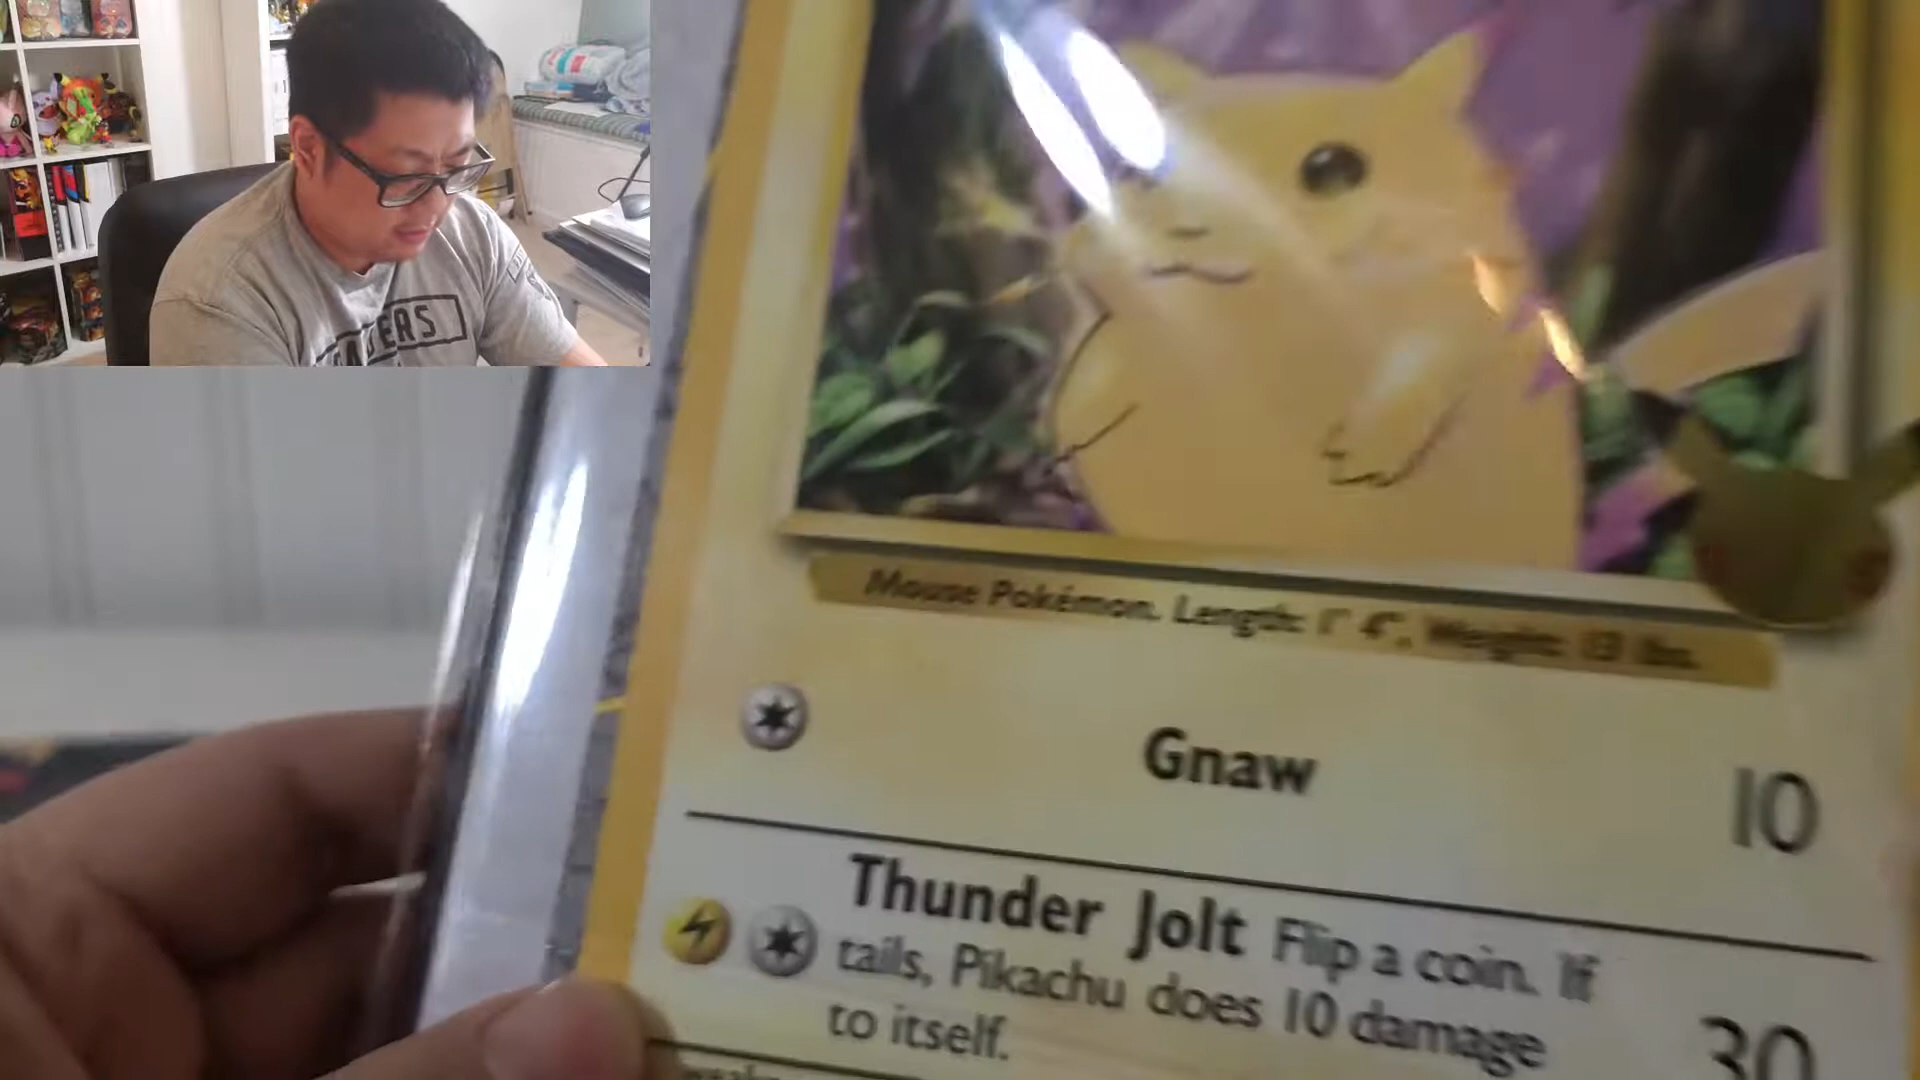 Mouse Pokémon. Length: 1' 4", Weight: 13 lbs.
Gnaw
10
Thunder Jolt Flip a coin. If
tails, Pikachu does 10 damage
to itself.
30